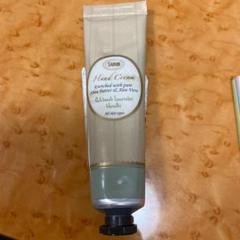 SABON
Hand Cream
Enriched with pure
Shea Butter & Aloe Vera
Patchouli Lavender
Vanilla